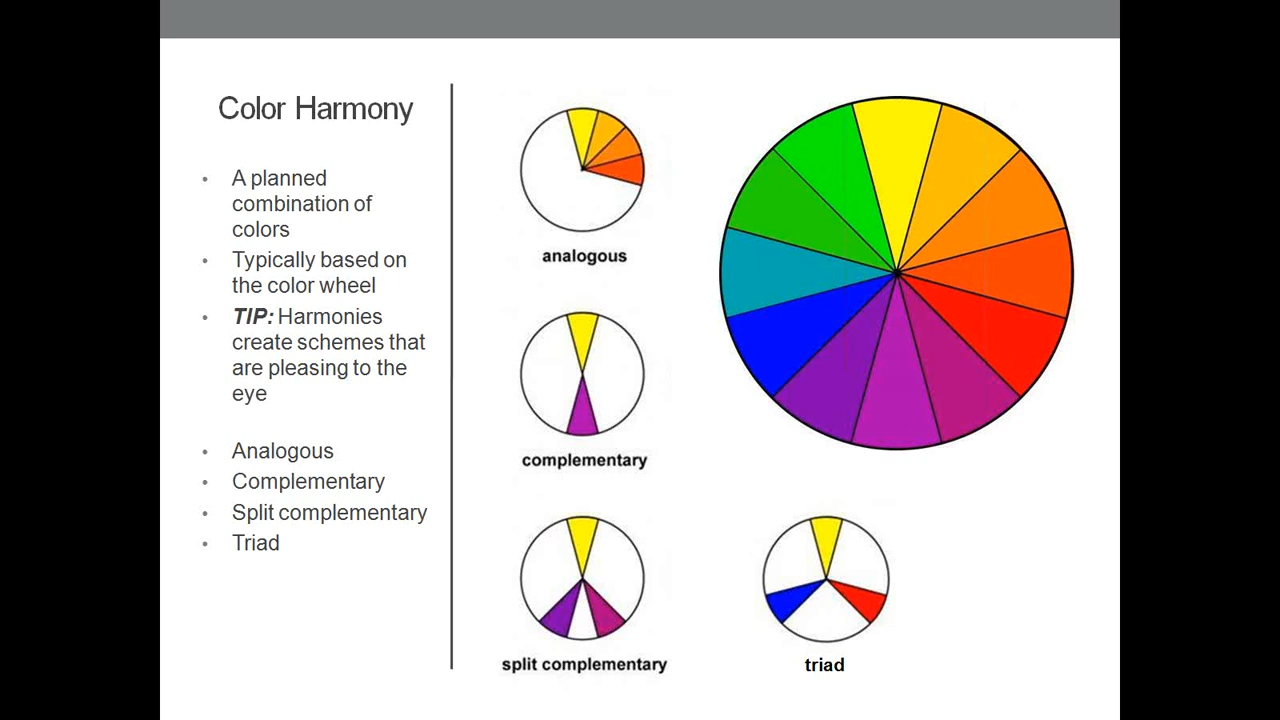 Color Harmony
• A planned
combination of
colors
• Typically based on
the color wheel
• TIP: Harmonies
create schemes that
are pleasing to the
eye
• Analogous
• Complementary
• Split complementary
• Triad
analogous
complementary
split complementary
triad